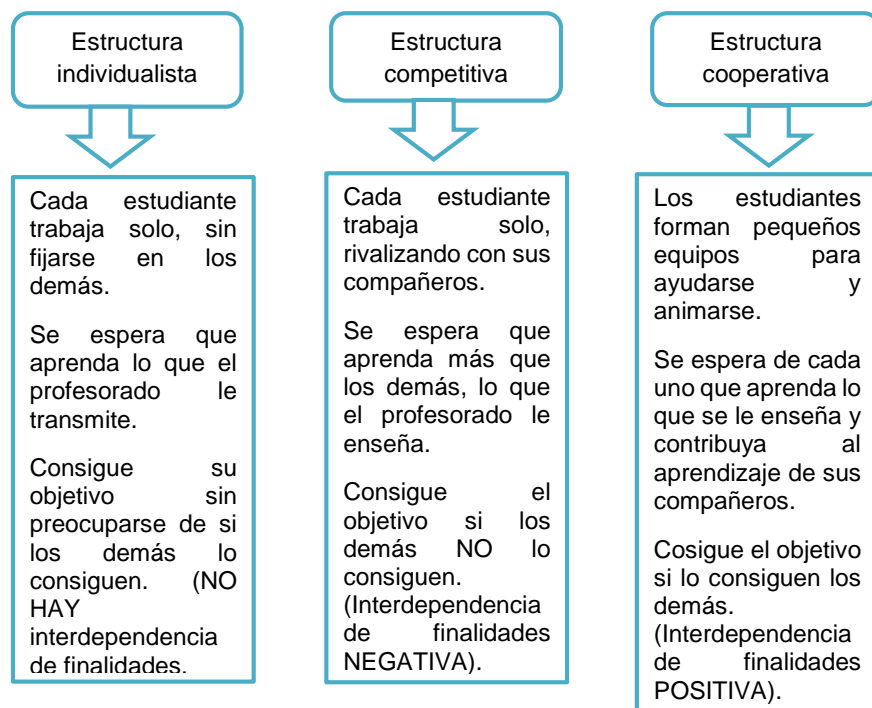 Estructura
individualista
Cada estudiante
trabaja solo, sin
fijarse en los
demás.
Se espera que
aprenda lo que el
profesorado le
transmite.
Consigue su
objetivo sin
preocuparse de si
los demás lo
consiguen. (NO
HAY
interdependencia
de finalidades.
Estructura
competitiva
Cada estudiante
trabaja solo,
rivalizando con sus
compañeros.
Se espera que
aprenda más que
los demás, lo que
el profesorado le
enseña.
Consigue el
objetivo si los
demás NO lo
consiguen.
(Interdependencia
de finalidades
NEGATIVA).
Estructura
cooperativa
Los estudiantes
forman pequeños
equipos para
ayudarse y
animarse.
Se espera de cada
uno que aprenda lo
que se le enseña y
contribuya al
aprendizaje de sus
compañeros.
Cosigue el objetivo
si lo consiguen los
demás.
(Interdependencia
de finalidades
POSITIVA).